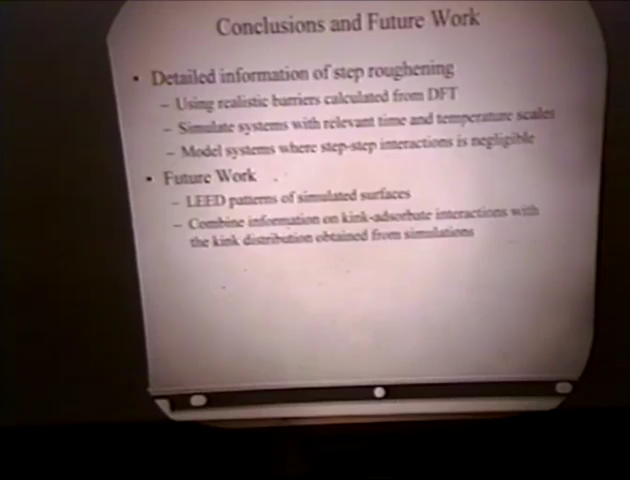 Conclusions and Future Work
• Detailed information of step roughening
– Using realistic barriers calculated from DFT
– Simulate systems with relevant time and temperature scales
– Model systems where step-step interactions is negligible
• Future Work
– LEED patterns of simulated surfaces
– Combine information on kink-adsorbate interactions with
the kink distribution obtained from simulations